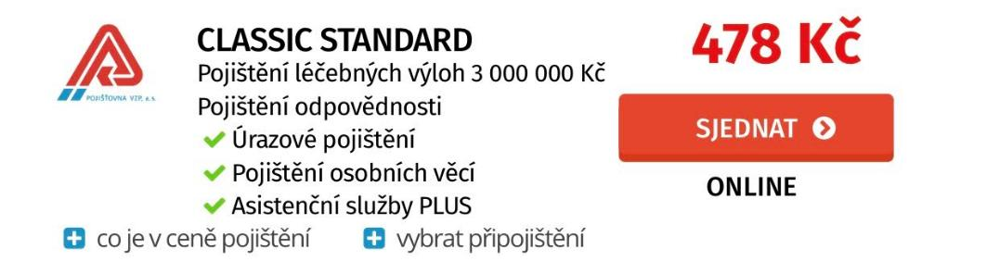 CLASSIC STANDARD
Pojištění léčebných výloh 3 000 000 Kč
Pojištění odpovědnosti
Úrazové pojištění
Pojištění osobních věcí
Asistenční služby PLUS
co je v ceně pojištění
vybrat připojištění
POJIŠŤOVNA VZP, a.s.
478 Kč
SJEDNAT
ONLINE